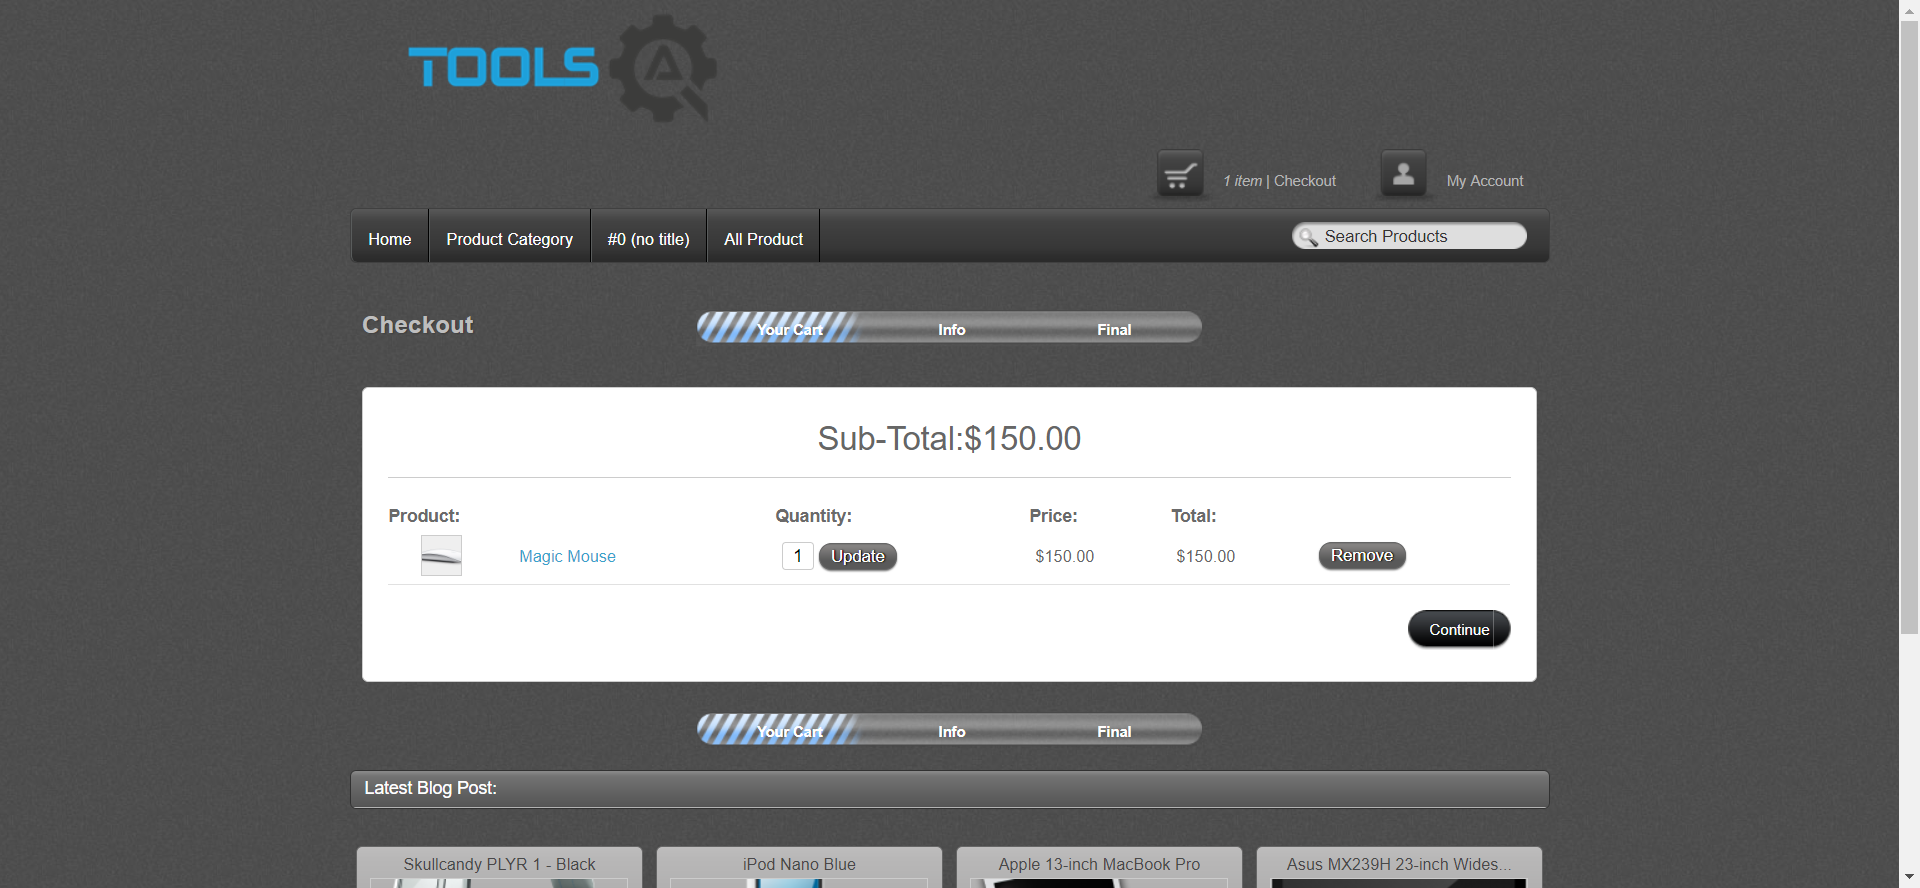 TOOLS QA
1 item | Checkout
My Account
Home
Product Category
#0 (no title)
All Product
Search Products
Checkout
Your Cart
Info
Final
Sub-Total:$150.00
Product:
Quantity:
Price:
Total:
Magic Mouse
1
Update
$150.00
$150.00
Remove
Continue
Your Cart
Info
Final
Latest Blog Post:
Skullcandy PLYR 1 - Black
iPod Nano Blue
Apple 13-inch MacBook Pro
Asus MX239H 23-inch Wides...